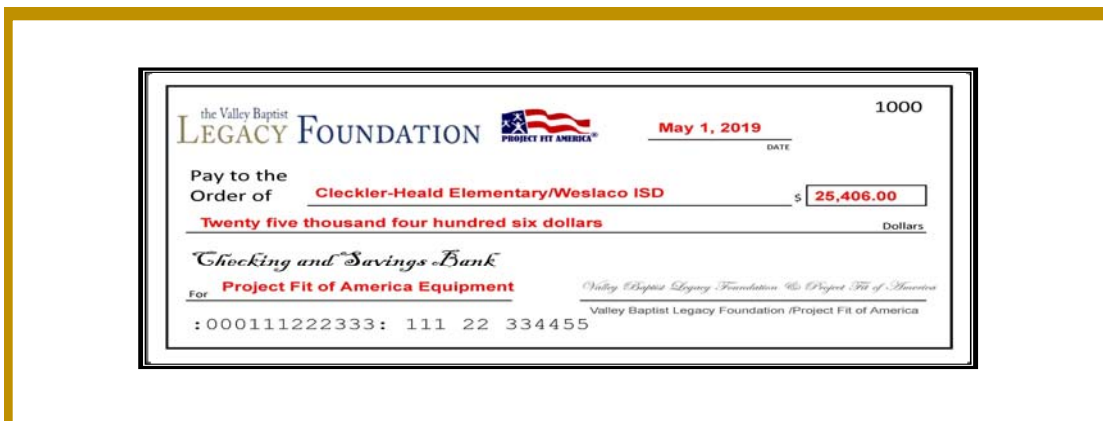 the Valley Baptist
LEGACY FOUNDATION
PROJECT FIT AMERICA®
1000
May 1, 2019
DATE
Pay to the
Order of Cleckler-Heald Elementary/Weslaco ISD $ 25,406.00
Twenty five thousand four hundred six dollars Dollars
Checking and Savings Bank
For Project Fit of America Equipment Valley Baptist Legacy Foundation & Project Fit of America
Valley Baptist Legacy Foundation /Project Fit of America
:000111222333: 111 22 334455